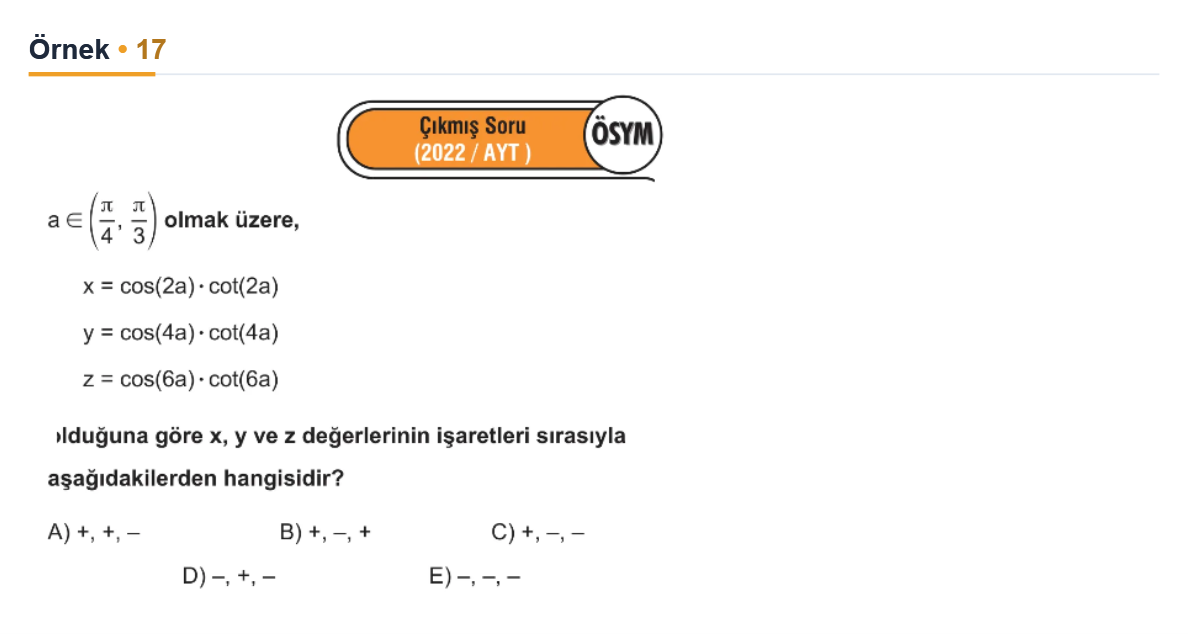 Örnek • 17
Çıkmış Soru
(2022 / AYT )
ÖSYM
a ∈ (π/4, π/3) olmak üzere,
x = cos(2a) · cot(2a)
y = cos(4a) · cot(4a)
z = cos(6a) · cot(6a)
lduğuna göre x, y ve z değerlerinin işaretleri sırasıyla
aşağıdakilerden hangisidir?
A) +, +, – B) +, –, + C) +, –, –
D) –, +, – E) –, –, –